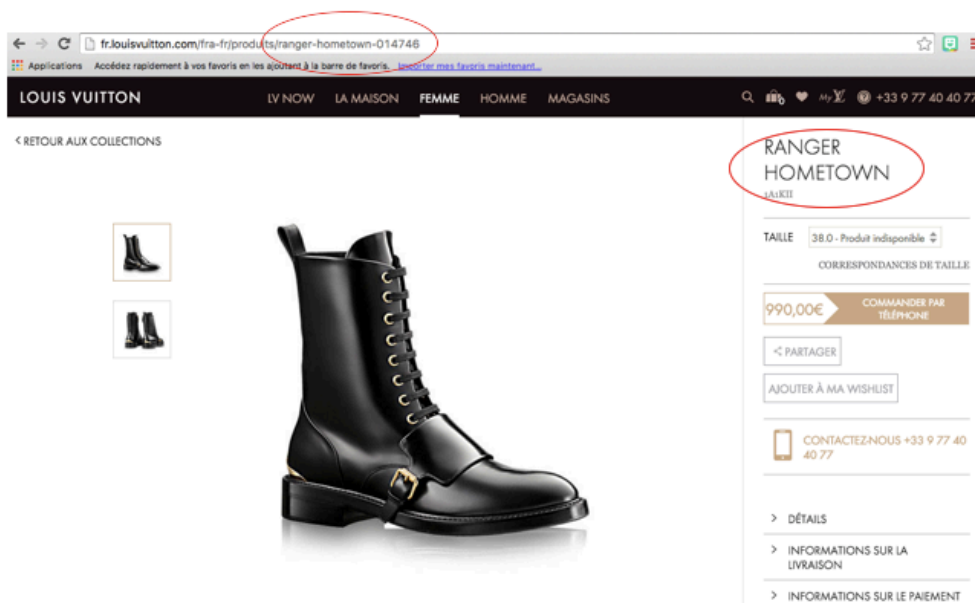 fr.louisvuitton.com/fra-fr/produits/ranger-hometown-014746
Applications Accédez rapidement à vos favoris en les ajoutant à la barre de favoris. Importer mes favoris maintenant...
LOUIS VUITTON LV NOW LA MAISON FEMME HOMME MAGASINS My LV +33 9 77 40 40 77
< RETOUR AUX COLLECTIONS
RANGER
HOMETOWN
1A1KII
TAILLE 38.0 - Produit indisponible
CORRESPONDANCES DE TAILLE
990,00€ COMMANDER PAR
TÉLÉPHONE
PARTAGER
AJOUTER À MA WISHLIST
CONTACTEZ-NOUS +33 9 77 40
40 77
> DÉTAILS
> INFORMATIONS SUR LA
LIVRAISON
> INFORMATIONS SUR LE PAIEMENT